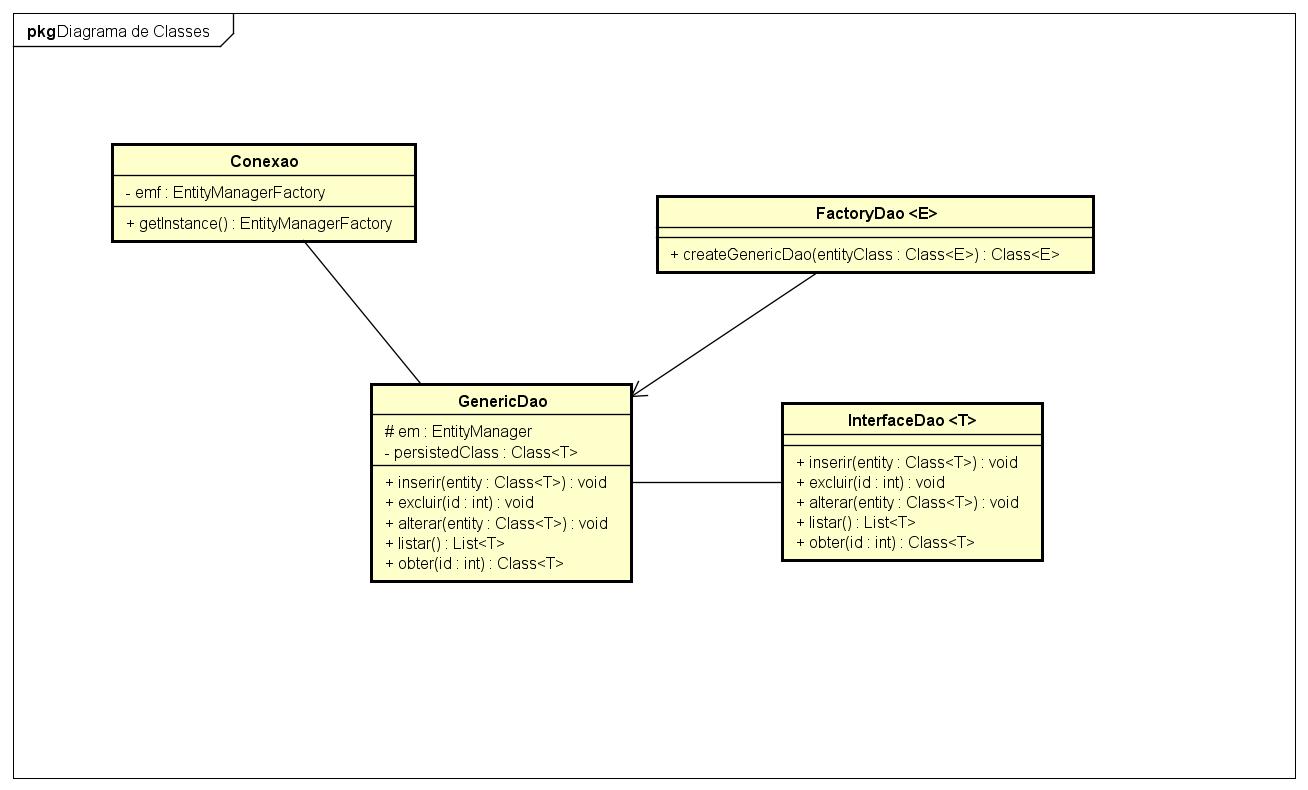 pkg Diagrama de Classes
Conexao
- emf : EntityManagerFactory
+ getInstance() : EntityManagerFactory
FactoryDao <E>
+ createGenericDao(entityClass : Class<E>) : Class<E>
GenericDao
# em : EntityManager
- persistedClass : Class<T>
+ inserir(entity : Class<T>) : void
+ excluir(id : int) : void
+ alterar(entity : Class<T>) : void
+ listar() : List<T>
+ obter(id : int) : Class<T>
InterfaceDao <T>
+ inserir(entity : Class<T>) : void
+ excluir(id : int) : void
+ alterar(entity : Class<T>) : void
+ listar() : List<T>
+ obter(id : int) : Class<T>